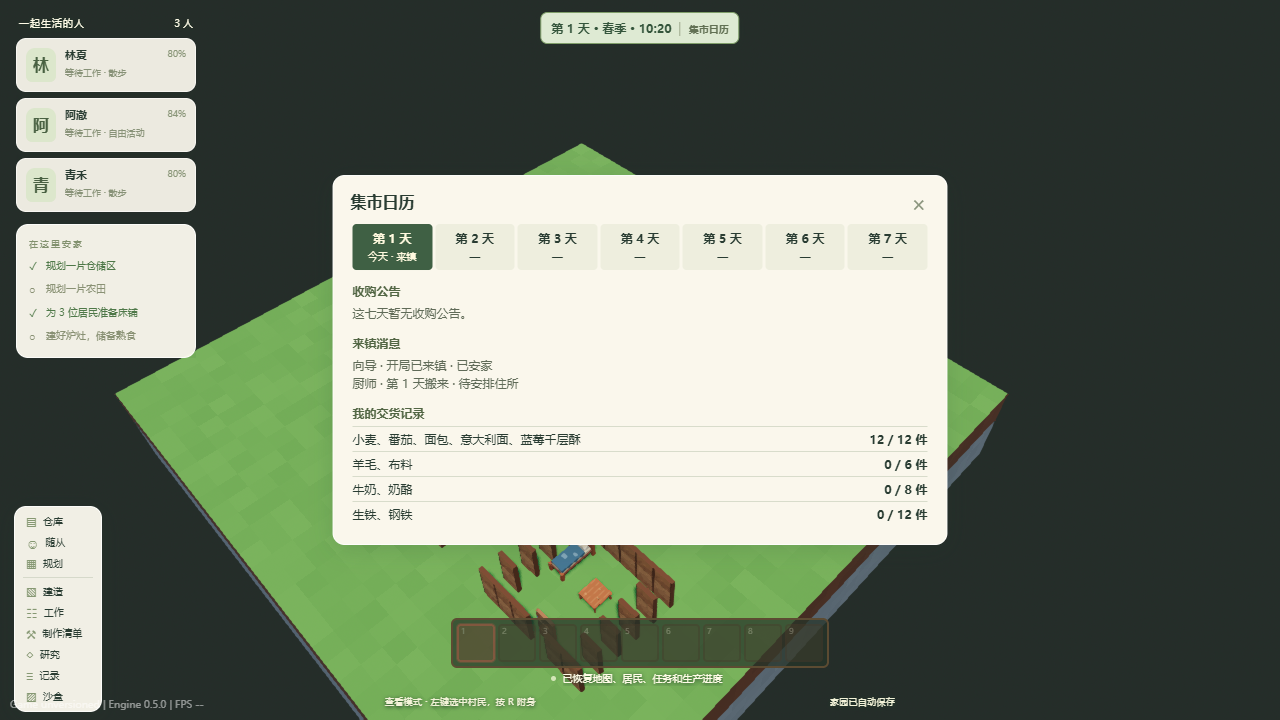 一起生活的人 3 人
第 1 天 • 春季 • 10:20 | 集市日历
林
林夏 80%
等待工作 · 散步
阿
阿澈 84%
等待工作 · 自由活动
青
青禾 80%
等待工作 · 散步
在这里安家
✓ 规划一片仓储区
○ 规划一片农田
✓ 为 3 位居民准备床铺
○ 建好炉灶，储备熟食
集市日历 ×
第 1 天 第 2 天 第 3 天 第 4 天 第 5 天 第 6 天 第 7 天
今天 · 来镇 — — — — — —
收购公告
这七天暂无收购公告。
来镇消息
向导 · 开局已来镇 · 已安家
厨师 · 第 1 天搬来 · 待安排住所
我的交货记录
小麦、番茄、面包、意大利面、蓝莓千层酥 12 / 12 件
羊毛、布料 0 / 6 件
牛奶、奶酪 0 / 8 件
生铁、钢铁 0 / 12 件
仓库
随从
规划
建造
工作
制作清单
研究
记录
沙盒
1 2 3 4 5 6 7 8 9
已恢复地图、居民、任务和生产进度
| Engine 0.5.0 | FPS --
查看模式 · 左键选中村民，按 R 附身
家园已自动保存